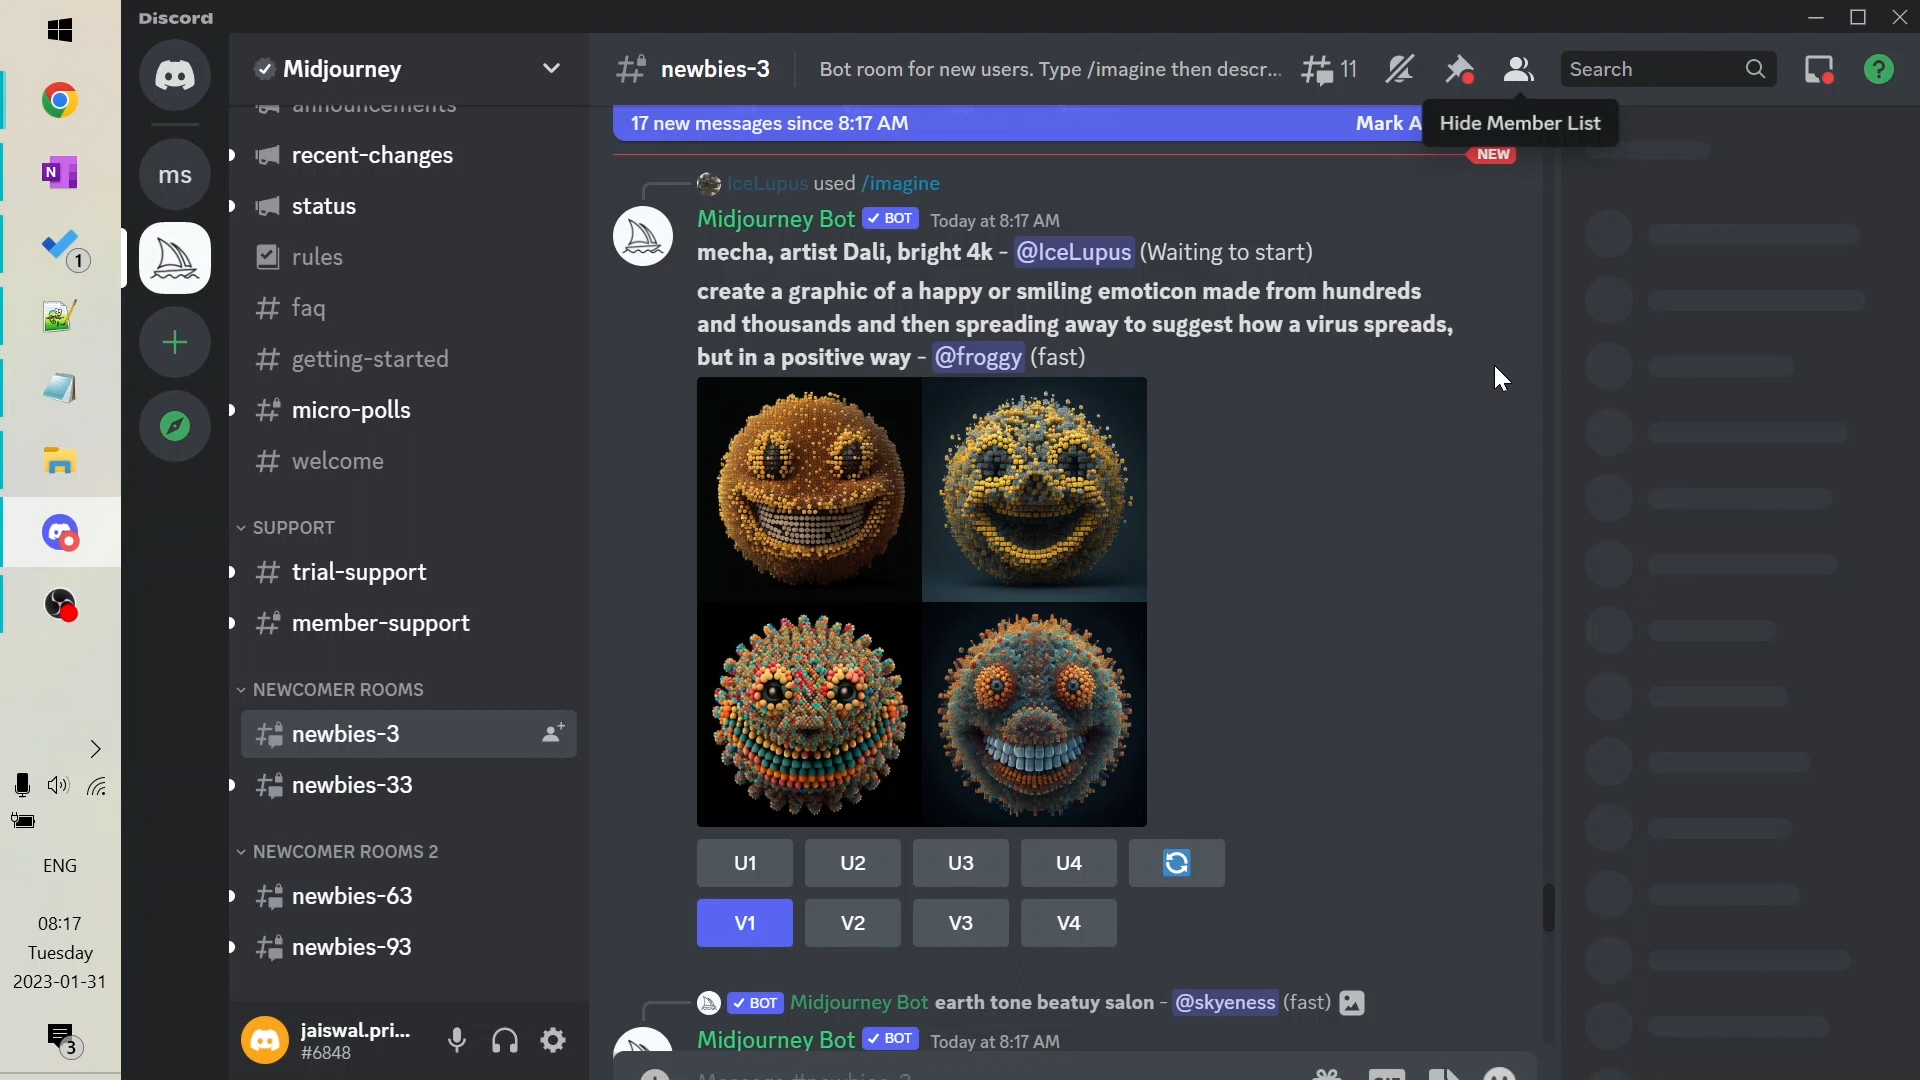 Discord
Midjourney
announcements
recent-changes
status
rules
faq
getting-started
micro-polls
welcome
SUPPORT
trial-support
member-support
NEWCOMER ROOMS
newbies-3
newbies-33
NEWCOMER ROOMS 2
newbies-63
newbies-93
jaiswal.pri...
#6848
ms
N
1
ENG
08:17
Tuesday
2023-01-31
3
newbies-3
Bot room for new users. Type /imagine then descr...
11
Search
?
Hide Member List
17 new messages since 8:17 AM
Mark A
NEW
IceLupus used /imagine
Midjourney Bot BOT Today at 8:17 AM
mecha, artist Dali, bright 4k - @IceLupus (Waiting to start)
create a graphic of a happy or smiling emoticon made from hundreds
and thousands and then spreading away to suggest how a virus spreads,
but in a positive way - @froggy (fast)
U1 U2 U3 U4
V1 V2 V3 V4
BOT Midjourney Bot earth tone beatuy salon - @skyeness (fast)
Midjourney Bot BOT Today at 8:17 AM